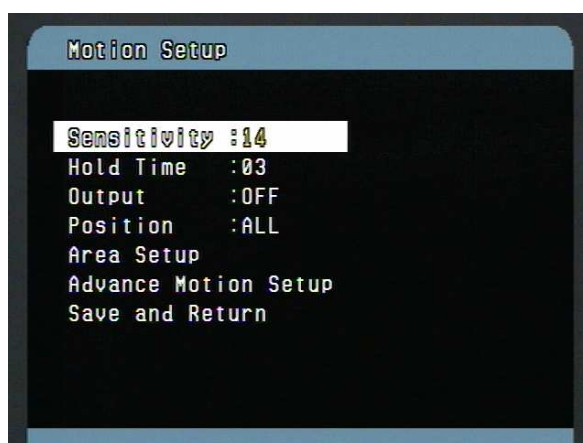 Motion Setup
Sensitivity :14
Hold Time :03
Output :OFF
Position :ALL
Area Setup
Advance Motion Setup
Save and Return